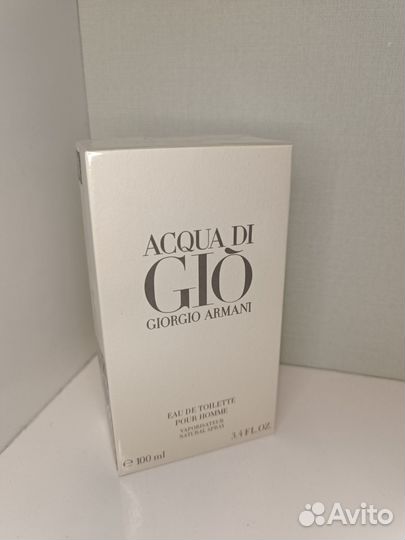 ACQUA DI
GIÒ
GIORGIO ARMANI
EAU DE TOILETTE
POUR HOMME
VAPORISATEUR
NATURAL SPRAY
℮ 100 ml
3.4 FL.OZ.
Avito